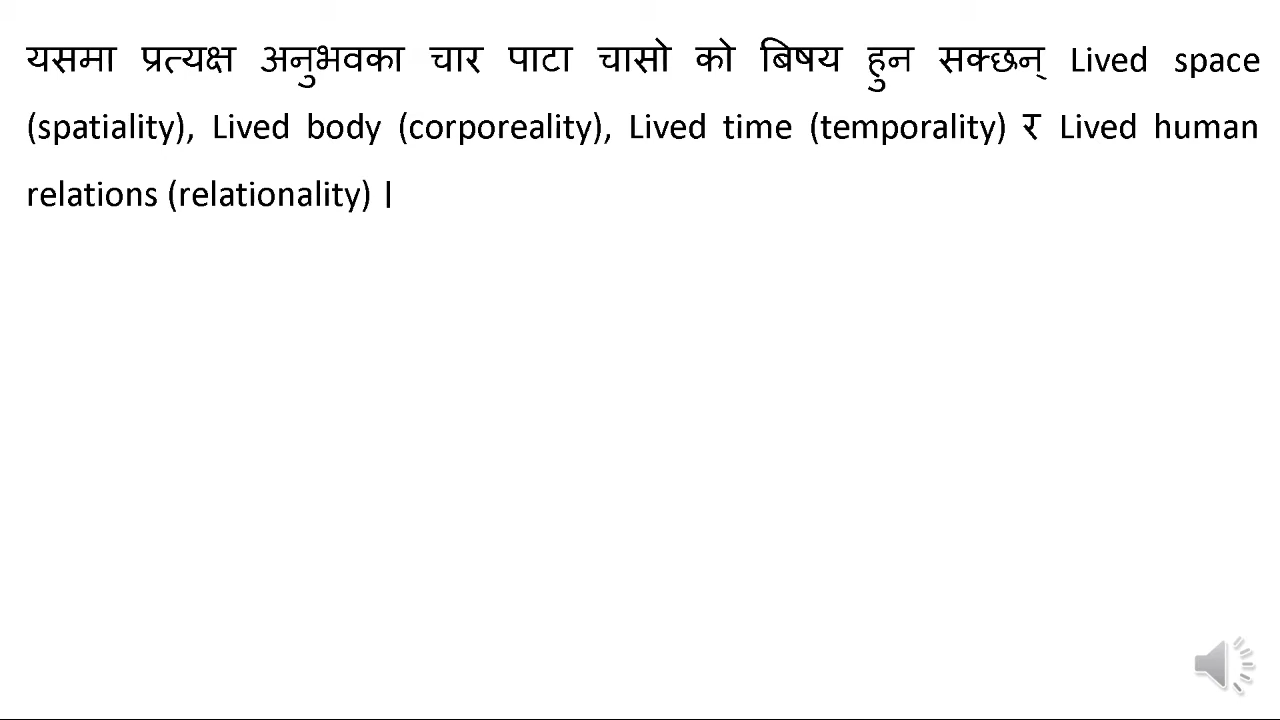 यसमा प्रत्यक्ष अनुभवका चार पाटा चासो को बिषय हुन सक्छन् Lived space
(spatiality), Lived body (corporeality), Lived time (temporality) र Lived human
relations (relationality) ।